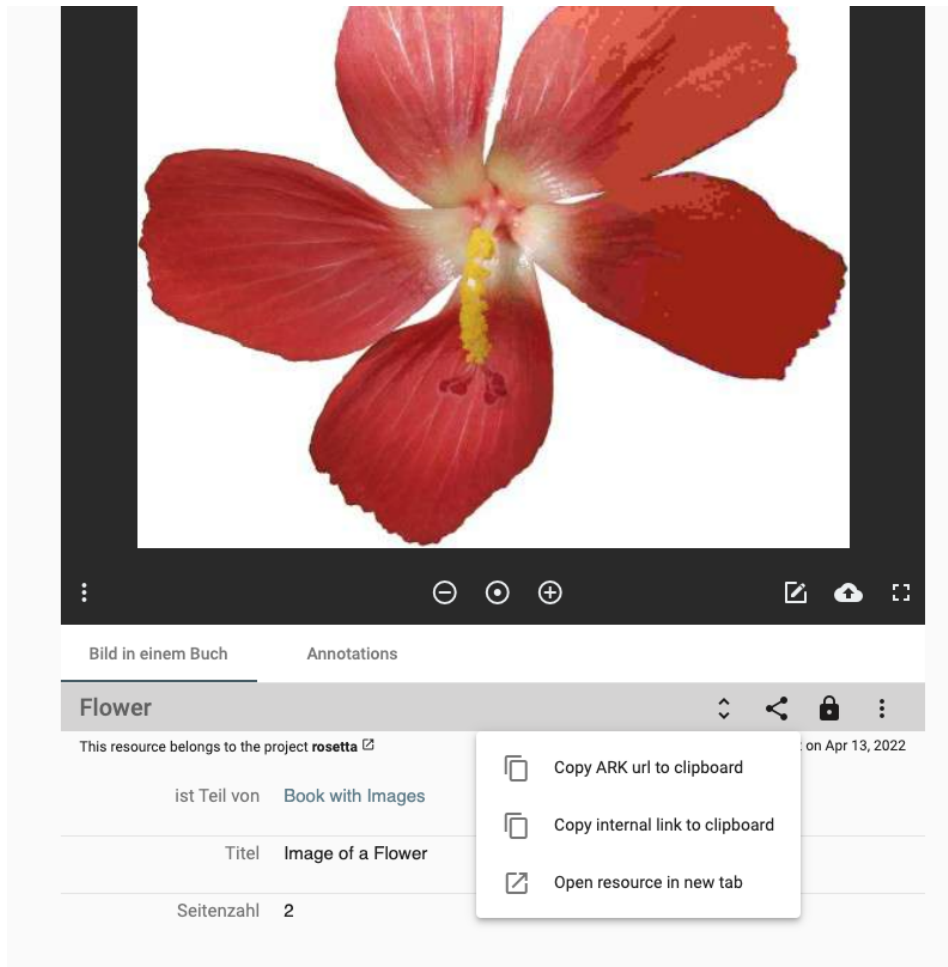 Bild in einem Buch Annotations
Flower
This resource belongs to the project rosetta on Apr 13, 2022
Copy ARK url to clipboard
ist Teil von Book with Images
Copy internal link to clipboard
Titel Image of a Flower
Open resource in new tab
Seitenzahl 2